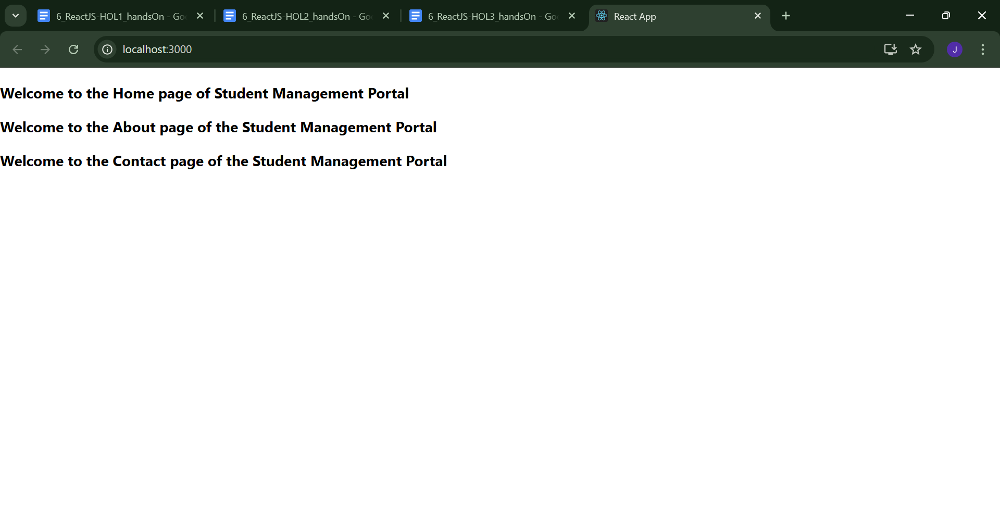 6_ReactJS-HOL1_handsOn - Go
6_ReactJS-HOL2_handsOn - Go
6_ReactJS-HOL3_handsOn - Go
React App
localhost:3000
J
Welcome to the Home page of Student Management Portal
Welcome to the About page of the Student Management Portal
Welcome to the Contact page of the Student Management Portal